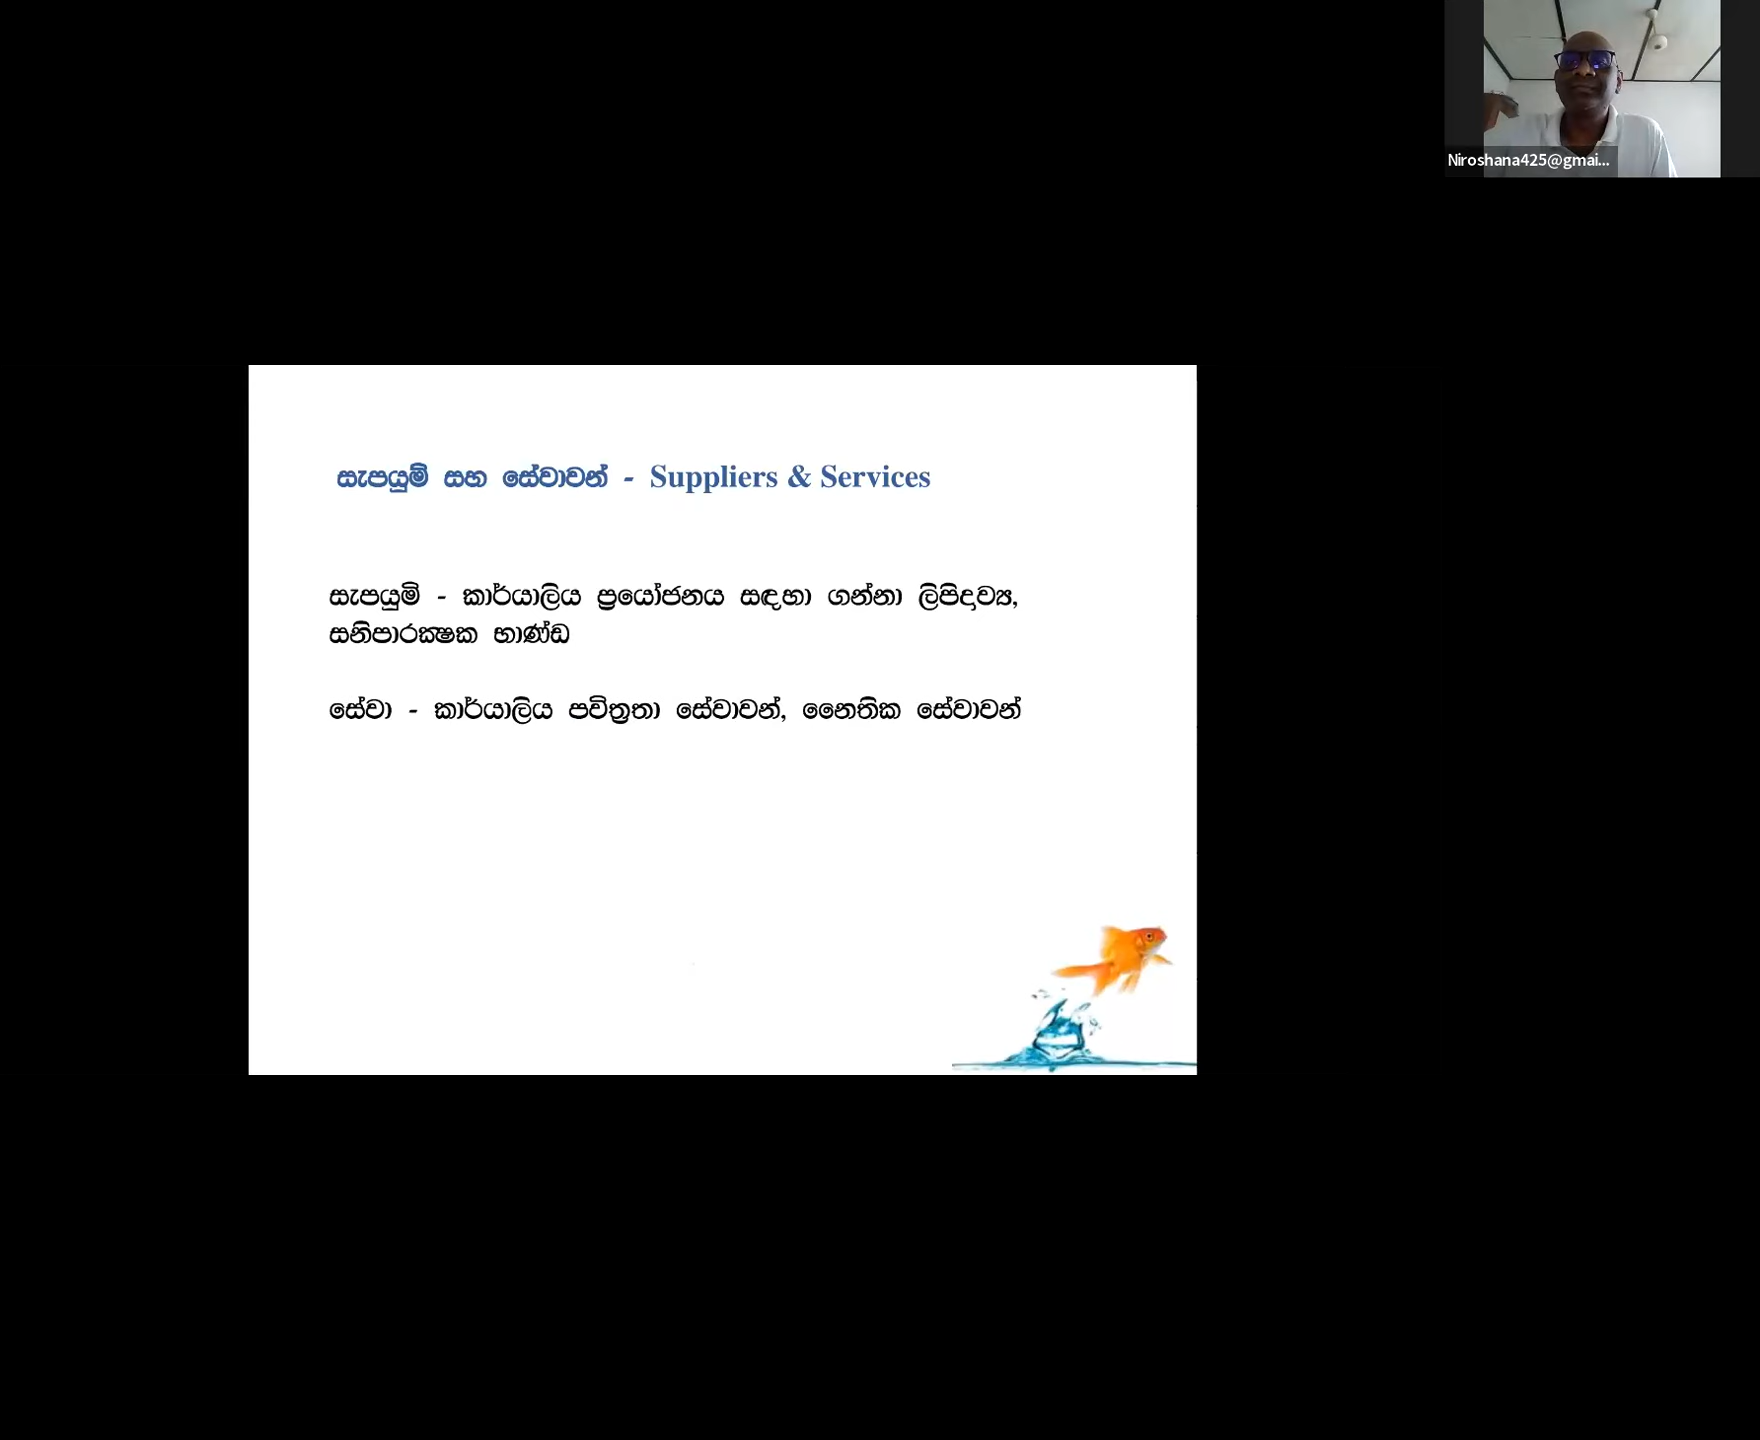 Niroshana425@gmai...
සැපයුම් සහ සේවාවන් - Suppliers & Services
සැපයුම් - කාර්යාලිය ප්‍රයෝජනය සඳහා ගන්නා ලිපිද්‍රව්‍ය,
සනිපාරක්ෂක භාණ්ඩ
සේවා - කාර්යාලිය පවිත්‍රතා සේවාවන්, නෛතික සේවාවන්